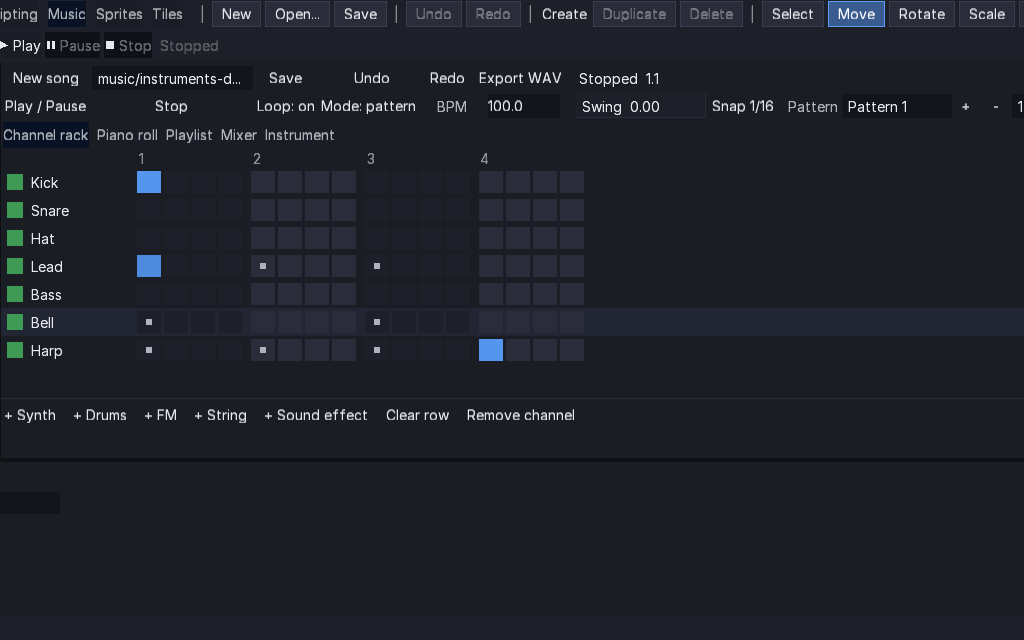 ipting Music Sprites Tiles | New Open... Save | Undo Redo | Create Duplicate Delete | Select Move Rotate Scale
Play Pause Stop Stopped
New song music/instruments-d... Save Undo Redo Export WAV Stopped 1.1
Play / Pause Stop Loop: on Mode: pattern BPM 100.0 Swing 0.00 Snap 1/16 Pattern Pattern 1 + - 1
Channel rack Piano roll Playlist Mixer Instrument
1 2 3 4
Kick
Snare
Hat
Lead
Bass
Bell
Harp
+ Synth + Drums + FM + String + Sound effect Clear row Remove channel